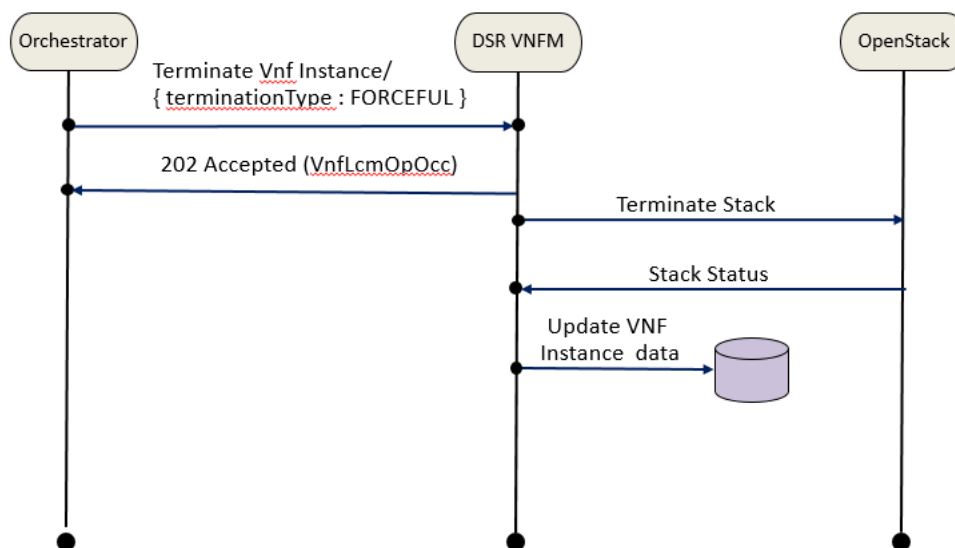 Orchestrator
DSR VNFM
OpenStack
Terminate Vnf Instance/
{ terminationType : FORCEFUL }
202 Accepted (VnfLcmOpOcc)
Terminate Stack
Stack Status
Update VNF
Instance data